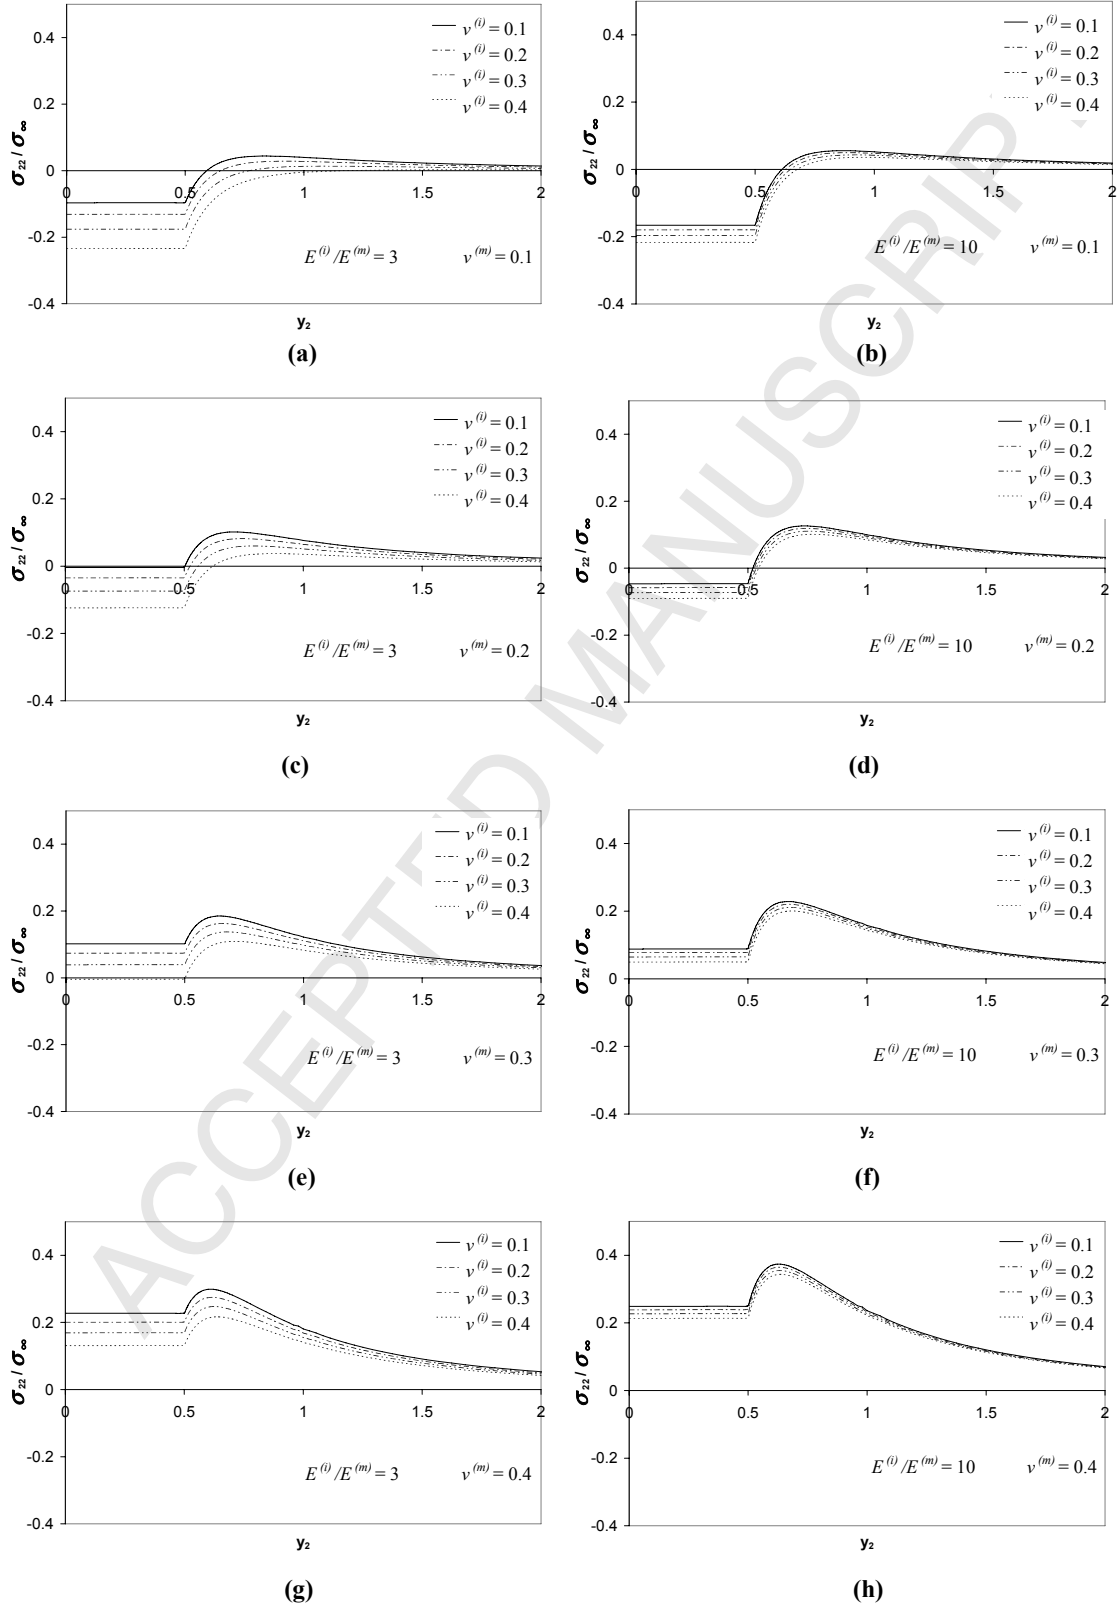 0.4
0.2
0
-0.2
-0.4
σ₂₂ / σ∞
0 0.5 1 1.5 2
y₂
ν⁽ⁱ⁾ = 0.1
ν⁽ⁱ⁾ = 0.2
ν⁽ⁱ⁾ = 0.3
ν⁽ⁱ⁾ = 0.4
E⁽ⁱ⁾/E⁽ᵐ⁾ = 3 ν⁽ᵐ⁾ = 0.1
(a)
0.4
0.2
0
-0.2
-0.4
σ₂₂ / σ∞
0 0.5 1 1.5 2
y₂
ν⁽ⁱ⁾ = 0.1
ν⁽ⁱ⁾ = 0.2
ν⁽ⁱ⁾ = 0.3
ν⁽ⁱ⁾ = 0.4
E⁽ⁱ⁾/E⁽ᵐ⁾ = 10 ν⁽ᵐ⁾ = 0.1
(b)
0.4
0.2
0
-0.2
-0.4
σ₂₂ / σ∞
0 0.5 1 1.5 2
y₂
ν⁽ⁱ⁾ = 0.1
ν⁽ⁱ⁾ = 0.2
ν⁽ⁱ⁾ = 0.3
ν⁽ⁱ⁾ = 0.4
E⁽ⁱ⁾/E⁽ᵐ⁾ = 3 ν⁽ᵐ⁾ = 0.2
(c)
0.4
0.2
0
-0.2
-0.4
σ₂₂ / σ∞
0 0.5 1 1.5 2
y₂
ν⁽ⁱ⁾ = 0.1
ν⁽ⁱ⁾ = 0.2
ν⁽ⁱ⁾ = 0.3
ν⁽ⁱ⁾ = 0.4
E⁽ⁱ⁾/E⁽ᵐ⁾ = 10 ν⁽ᵐ⁾ = 0.2
(d)
0.4
0.2
0
-0.2
-0.4
σ₂₂ / σ∞
0 0.5 1 1.5 2
y₂
ν⁽ⁱ⁾ = 0.1
ν⁽ⁱ⁾ = 0.2
ν⁽ⁱ⁾ = 0.3
ν⁽ⁱ⁾ = 0.4
E⁽ⁱ⁾/E⁽ᵐ⁾ = 3 ν⁽ᵐ⁾ = 0.3
(e)
0.4
0.2
0
-0.2
-0.4
σ₂₂ / σ∞
0 0.5 1 1.5 2
y₂
ν⁽ⁱ⁾ = 0.1
ν⁽ⁱ⁾ = 0.2
ν⁽ⁱ⁾ = 0.3
ν⁽ⁱ⁾ = 0.4
E⁽ⁱ⁾/E⁽ᵐ⁾ = 10 ν⁽ᵐ⁾ = 0.3
(f)
0.4
0.2
0
-0.2
-0.4
σ₂₂ / σ∞
0 0.5 1 1.5 2
y₂
ν⁽ⁱ⁾ = 0.1
ν⁽ⁱ⁾ = 0.2
ν⁽ⁱ⁾ = 0.3
ν⁽ⁱ⁾ = 0.4
E⁽ⁱ⁾/E⁽ᵐ⁾ = 3 ν⁽ᵐ⁾ = 0.4
(g)
0.4
0.2
0
-0.2
-0.4
σ₂₂ / σ∞
0 0.5 1 1.5 2
y₂
ν⁽ⁱ⁾ = 0.1
ν⁽ⁱ⁾ = 0.2
ν⁽ⁱ⁾ = 0.3
ν⁽ⁱ⁾ = 0.4
E⁽ⁱ⁾/E⁽ᵐ⁾ = 10 ν⁽ᵐ⁾ = 0.4
(h)
ACCEPTED MANUSCRIPT